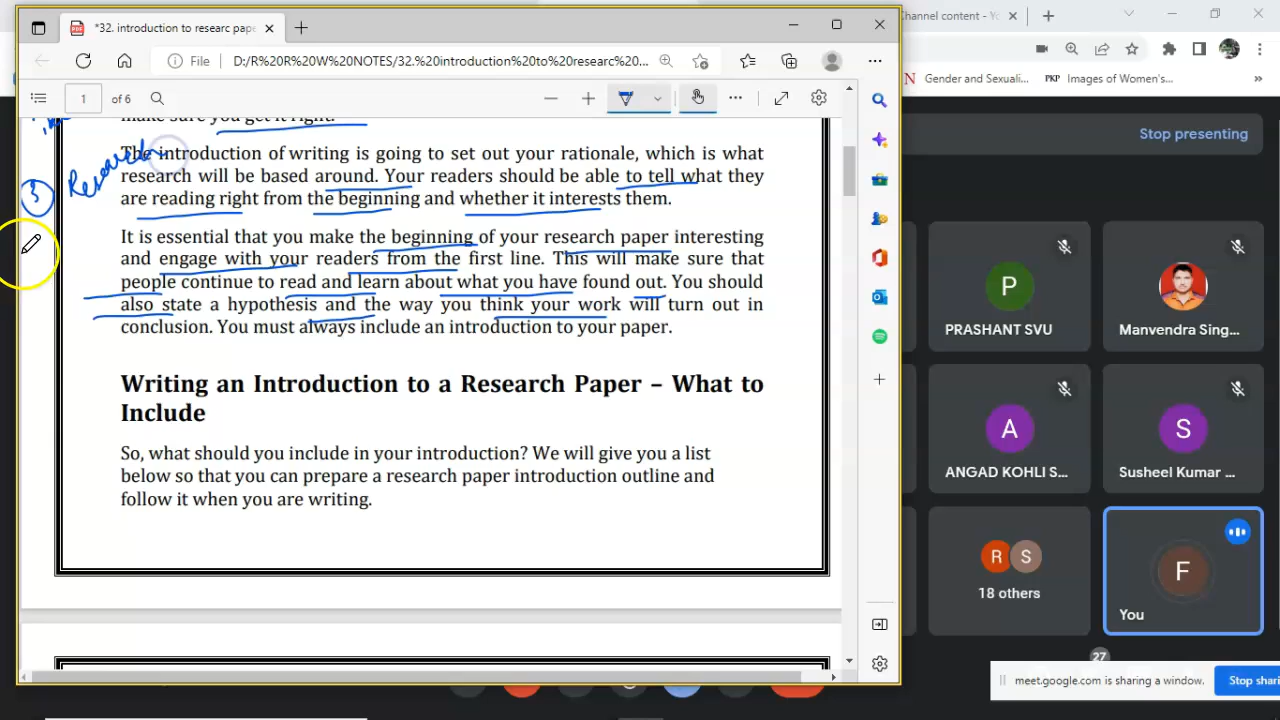 *32. introduction to researc pape
Channel content - Yo
File
D:/R%20R%20W%20NOTES/32.%20introduction%20to%20researc%20...
Gender and Sexuali...
PKP Images of Women's...
1 of 6
make sure you get it right.
The introduction of writing is going to set out your rationale, which is what
research will be based around. Your readers should be able to tell what they
are reading right from the beginning and whether it interests them.
It is essential that you make the beginning of your research paper interesting
and engage with your readers from the first line. This will make sure that
people continue to read and learn about what you have found out. You should
also state a hypothesis and the way you think your work will turn out in
conclusion. You must always include an introduction to your paper.
Writing an Introduction to a Research Paper – What to
Include
So, what should you include in your introduction? We will give you a list
below so that you can prepare a research paper introduction outline and
follow it when you are writing.
3
Research
Stop presenting
P
PRASHANT SVU
Manvendra Sing...
A
ANGAD KOHLI S...
S
Susheel Kumar ...
R S
18 others
F
You
27
meet.google.com is sharing a window.
Stop shari